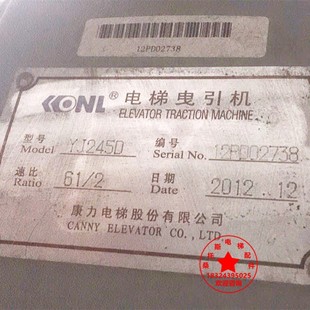 12PD02738
KONL 电梯曳引机
ELEVATOR TRACTION MACHINE
型号 编号
Model YJ245D Serial No. 12PD02738
速比 日期
Ratio 61/2 Date 2012.12
康力电梯股份有限公司
CANNY ELEVATOR CO., LTD.